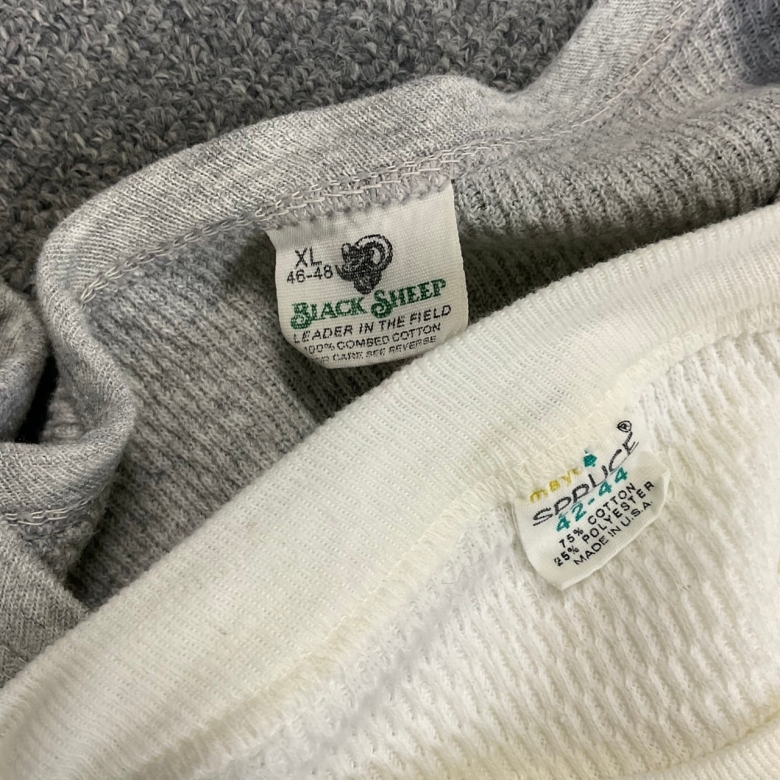 XL
46-48
BLACK SHEEP
LEADER IN THE FIELD
100% COMBED COTTON
FOR CARE SEE REVERSE
mays
SPRUCE®
42-44
75% COTTON
25% POLYESTER
MADE IN U.S.A.